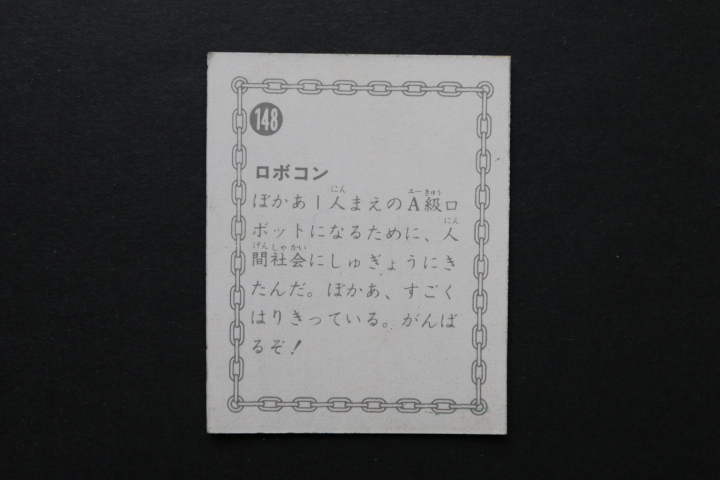 148
ロボコン
ぼかぁ1人まえのA級ロ
ボットになるために、人
間社会にしゅぎょうにき
たんだ。ぼかぁ、すごく
はりきっている。がんば
るぞ!